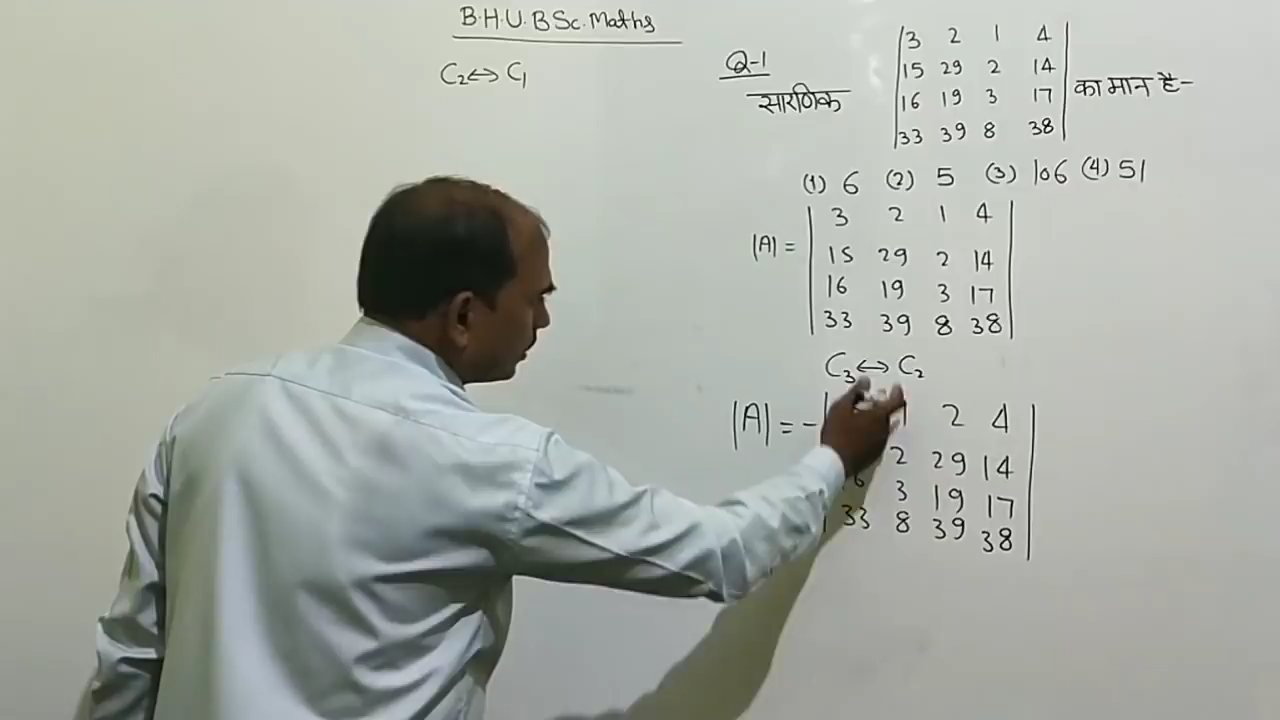 B.H.U. BSc. Maths
C₂↔C₁
Q-1
सारणिक
3 2 1 4
15 29 2 14
16 19 3 17
33 39 8 38
का मान है-
(1) 6 (2) 5 (3) 106 (4) 51
|A| =
3 2 1 4
15 29 2 14
16 19 3 17
33 39 8 38
C₃↔C₂
|A| = -
1 2 4
2 29 14
3 19 17
33 8 39 38